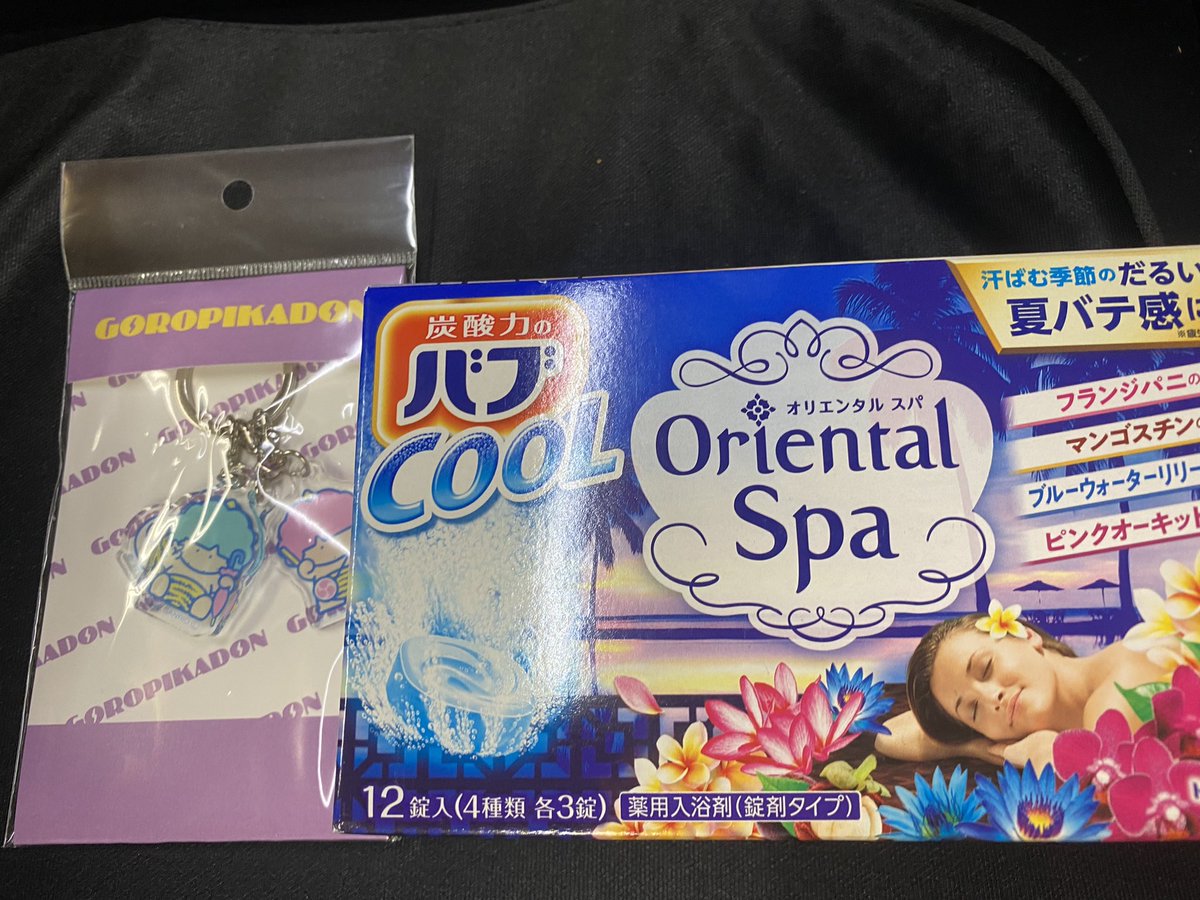 GOROPIKADON
GOROPIKADON
GOROPIKADON
GOROPIKADON
GOROPIKADON
炭酸力の
バブ
COOL
オリエンタル スパ
Oriental
Spa
汗ばむ季節のだるい
夏バテ感に
フランジパニの
マンゴスチンの
ブルーウォーターリリー
ピンクオーキッド
12錠入(4種類 各3錠)
薬用入浴剤(錠剤タイプ)